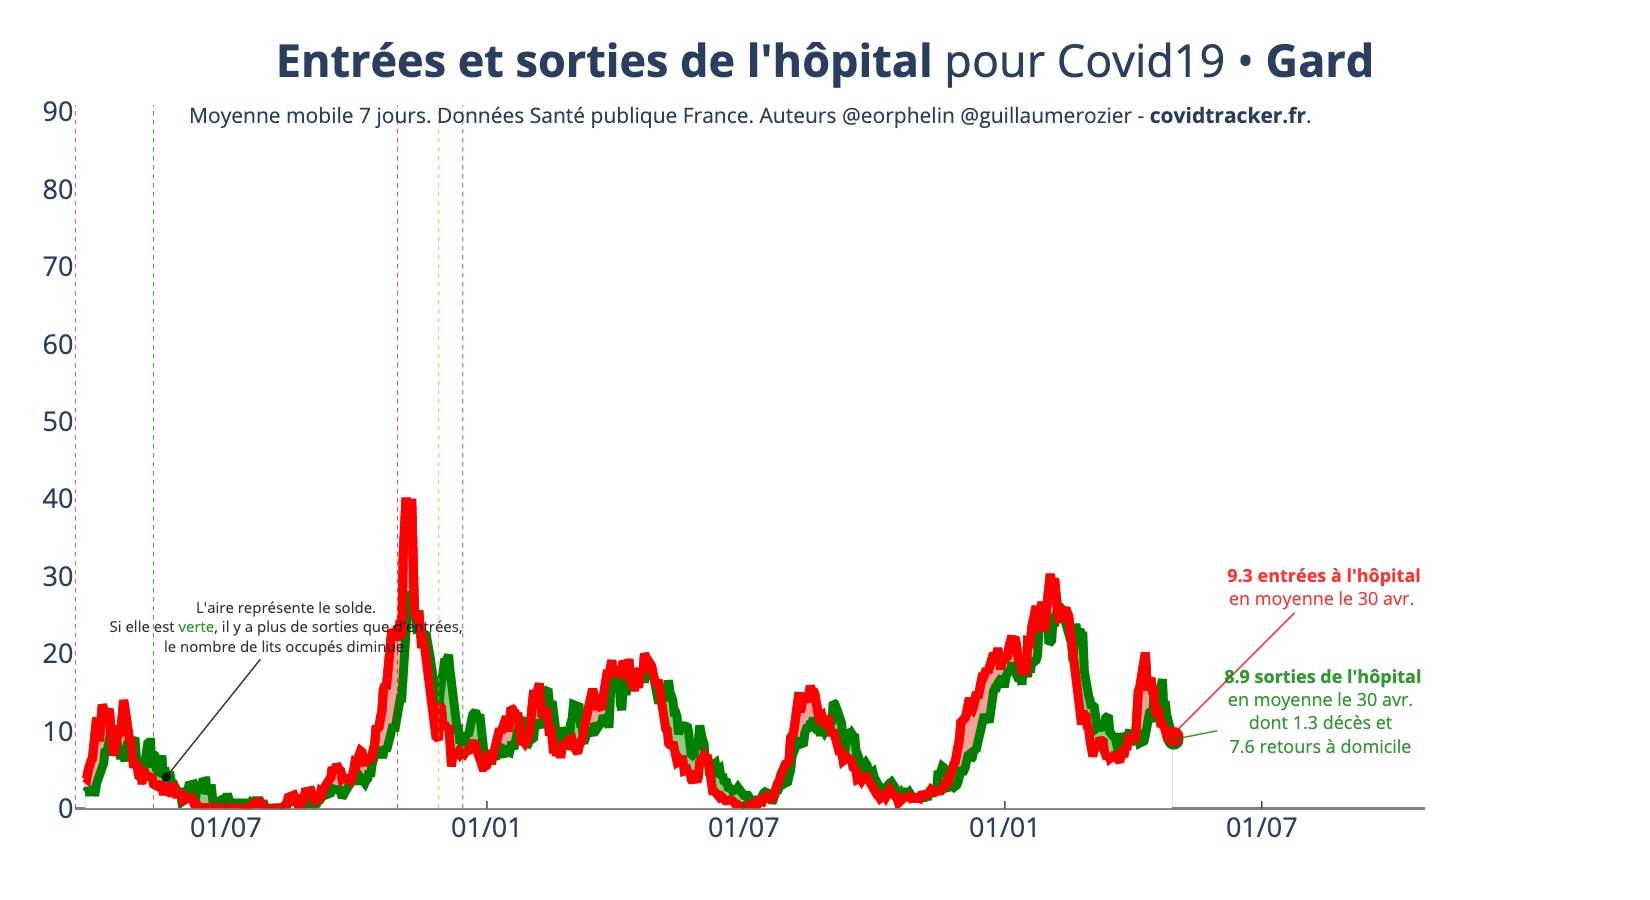 Entrées et sorties de l'hôpital pour Covid19 • Gard
Moyenne mobile 7 jours. Données Santé publique France. Auteurs @eorphelin @guillaumerozier - covidtracker.fr.
90
80
70
60
50
40
30
20
10
0
L'aire représente le solde.
Si elle est verte, il y a plus de sorties que d'entrées,
le nombre de lits occupés diminue.
9.3 entrées à l'hôpital
en moyenne le 30 avr.
8.9 sorties de l'hôpital
en moyenne le 30 avr.
dont 1.3 décès et
7.6 retours à domicile
01/07
01/01
01/07
01/01
01/07